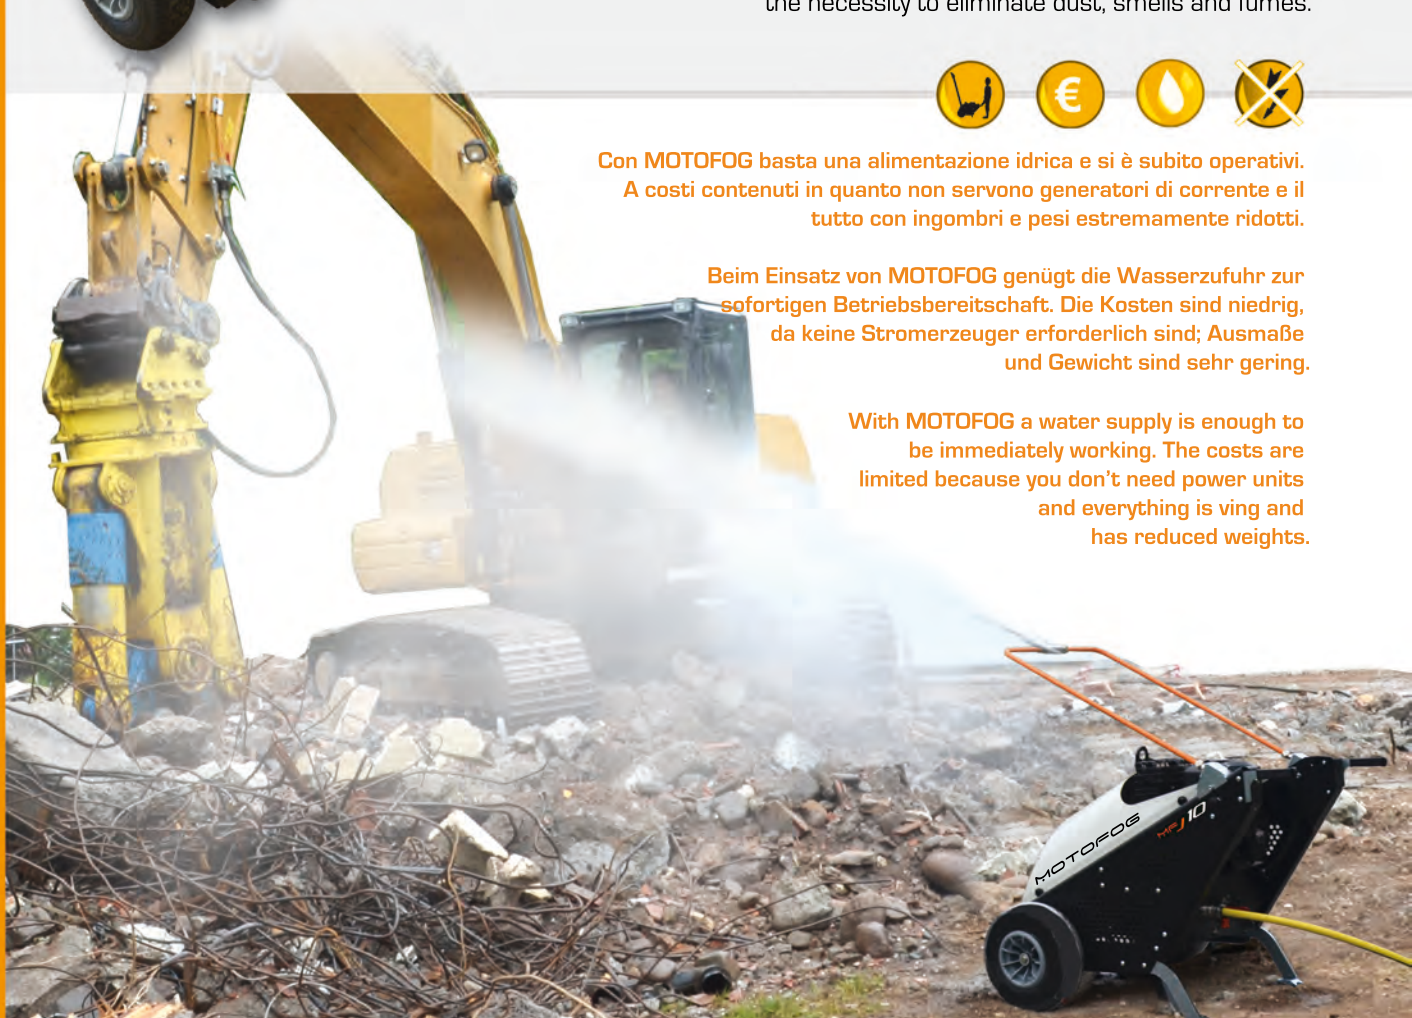 the necessity to eliminate dust, smells and fumes.
€
Con MOTOFOG basta una alimentazione idrica e si è subito operativi.
A costi contenuti in quanto non servono generatori di corrente e il
tutto con ingombri e pesi estremamente ridotti.
Beim Einsatz von MOTOFOG genügt die Wasserzufuhr zur
sofortigen Betriebsbereitschaft. Die Kosten sind niedrig,
da keine Stromerzeuger erforderlich sind; Ausmaße
und Gewicht sind sehr gering.
With MOTOFOG a water supply is enough to
be immediately working. The costs are
limited because you don't need power units
and everything is ving and
has reduced weights.
MOTOFOG
MFJ10